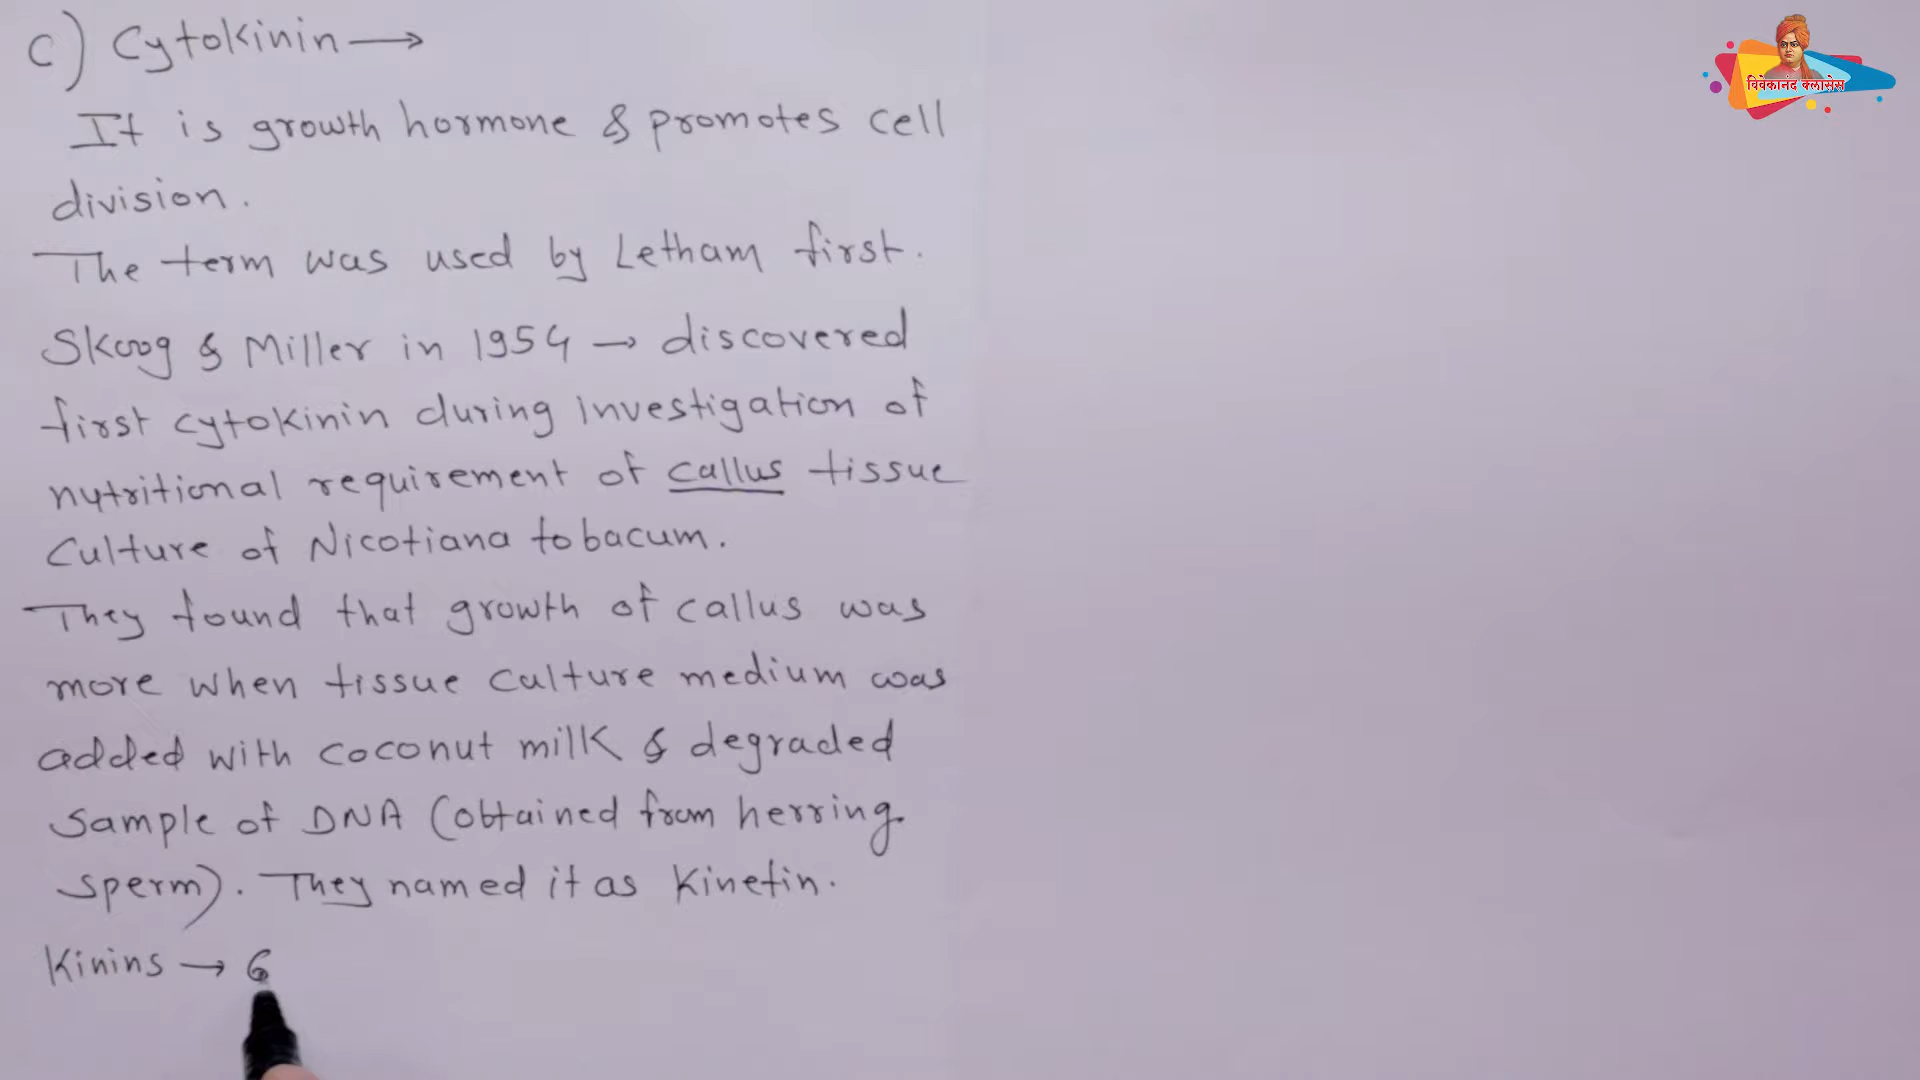 C) Cytokinin →
It is growth hormone & promotes cell
division.
The term was used by Letham first.
Skoog & Miller in 1954 → discovered
first cytokinin during investigation of
nutritional requirement of callus tissue
Culture of Nicotiana tobacum.
They found that growth of callus was
more when tissue culture medium was
added with coconut milk & degraded
sample of DNA (obtained from herring
sperm). They named it as Kinetin.
Kinins → 6
विवेकानंद क्लासेस